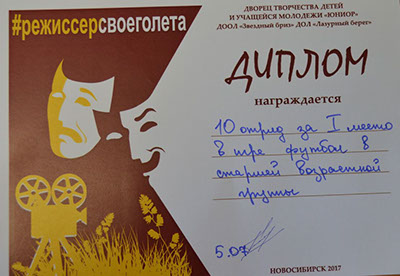 #режиссерсвоеголета
ДВОРЕЦ ТВОРЧЕСТВА ДЕТЕЙ
И УЧАЩЕЙСЯ МОЛОДЕЖИ «ЮНИОР»
ДООЛ «Звездный бриз» ДОЛ «Лазурный берег»
ДИПЛОМ
награждается
10 отряд за I место
в игре футбол в
старшей возрастной
группы
5.07
НОВОСИБИРСК 2017